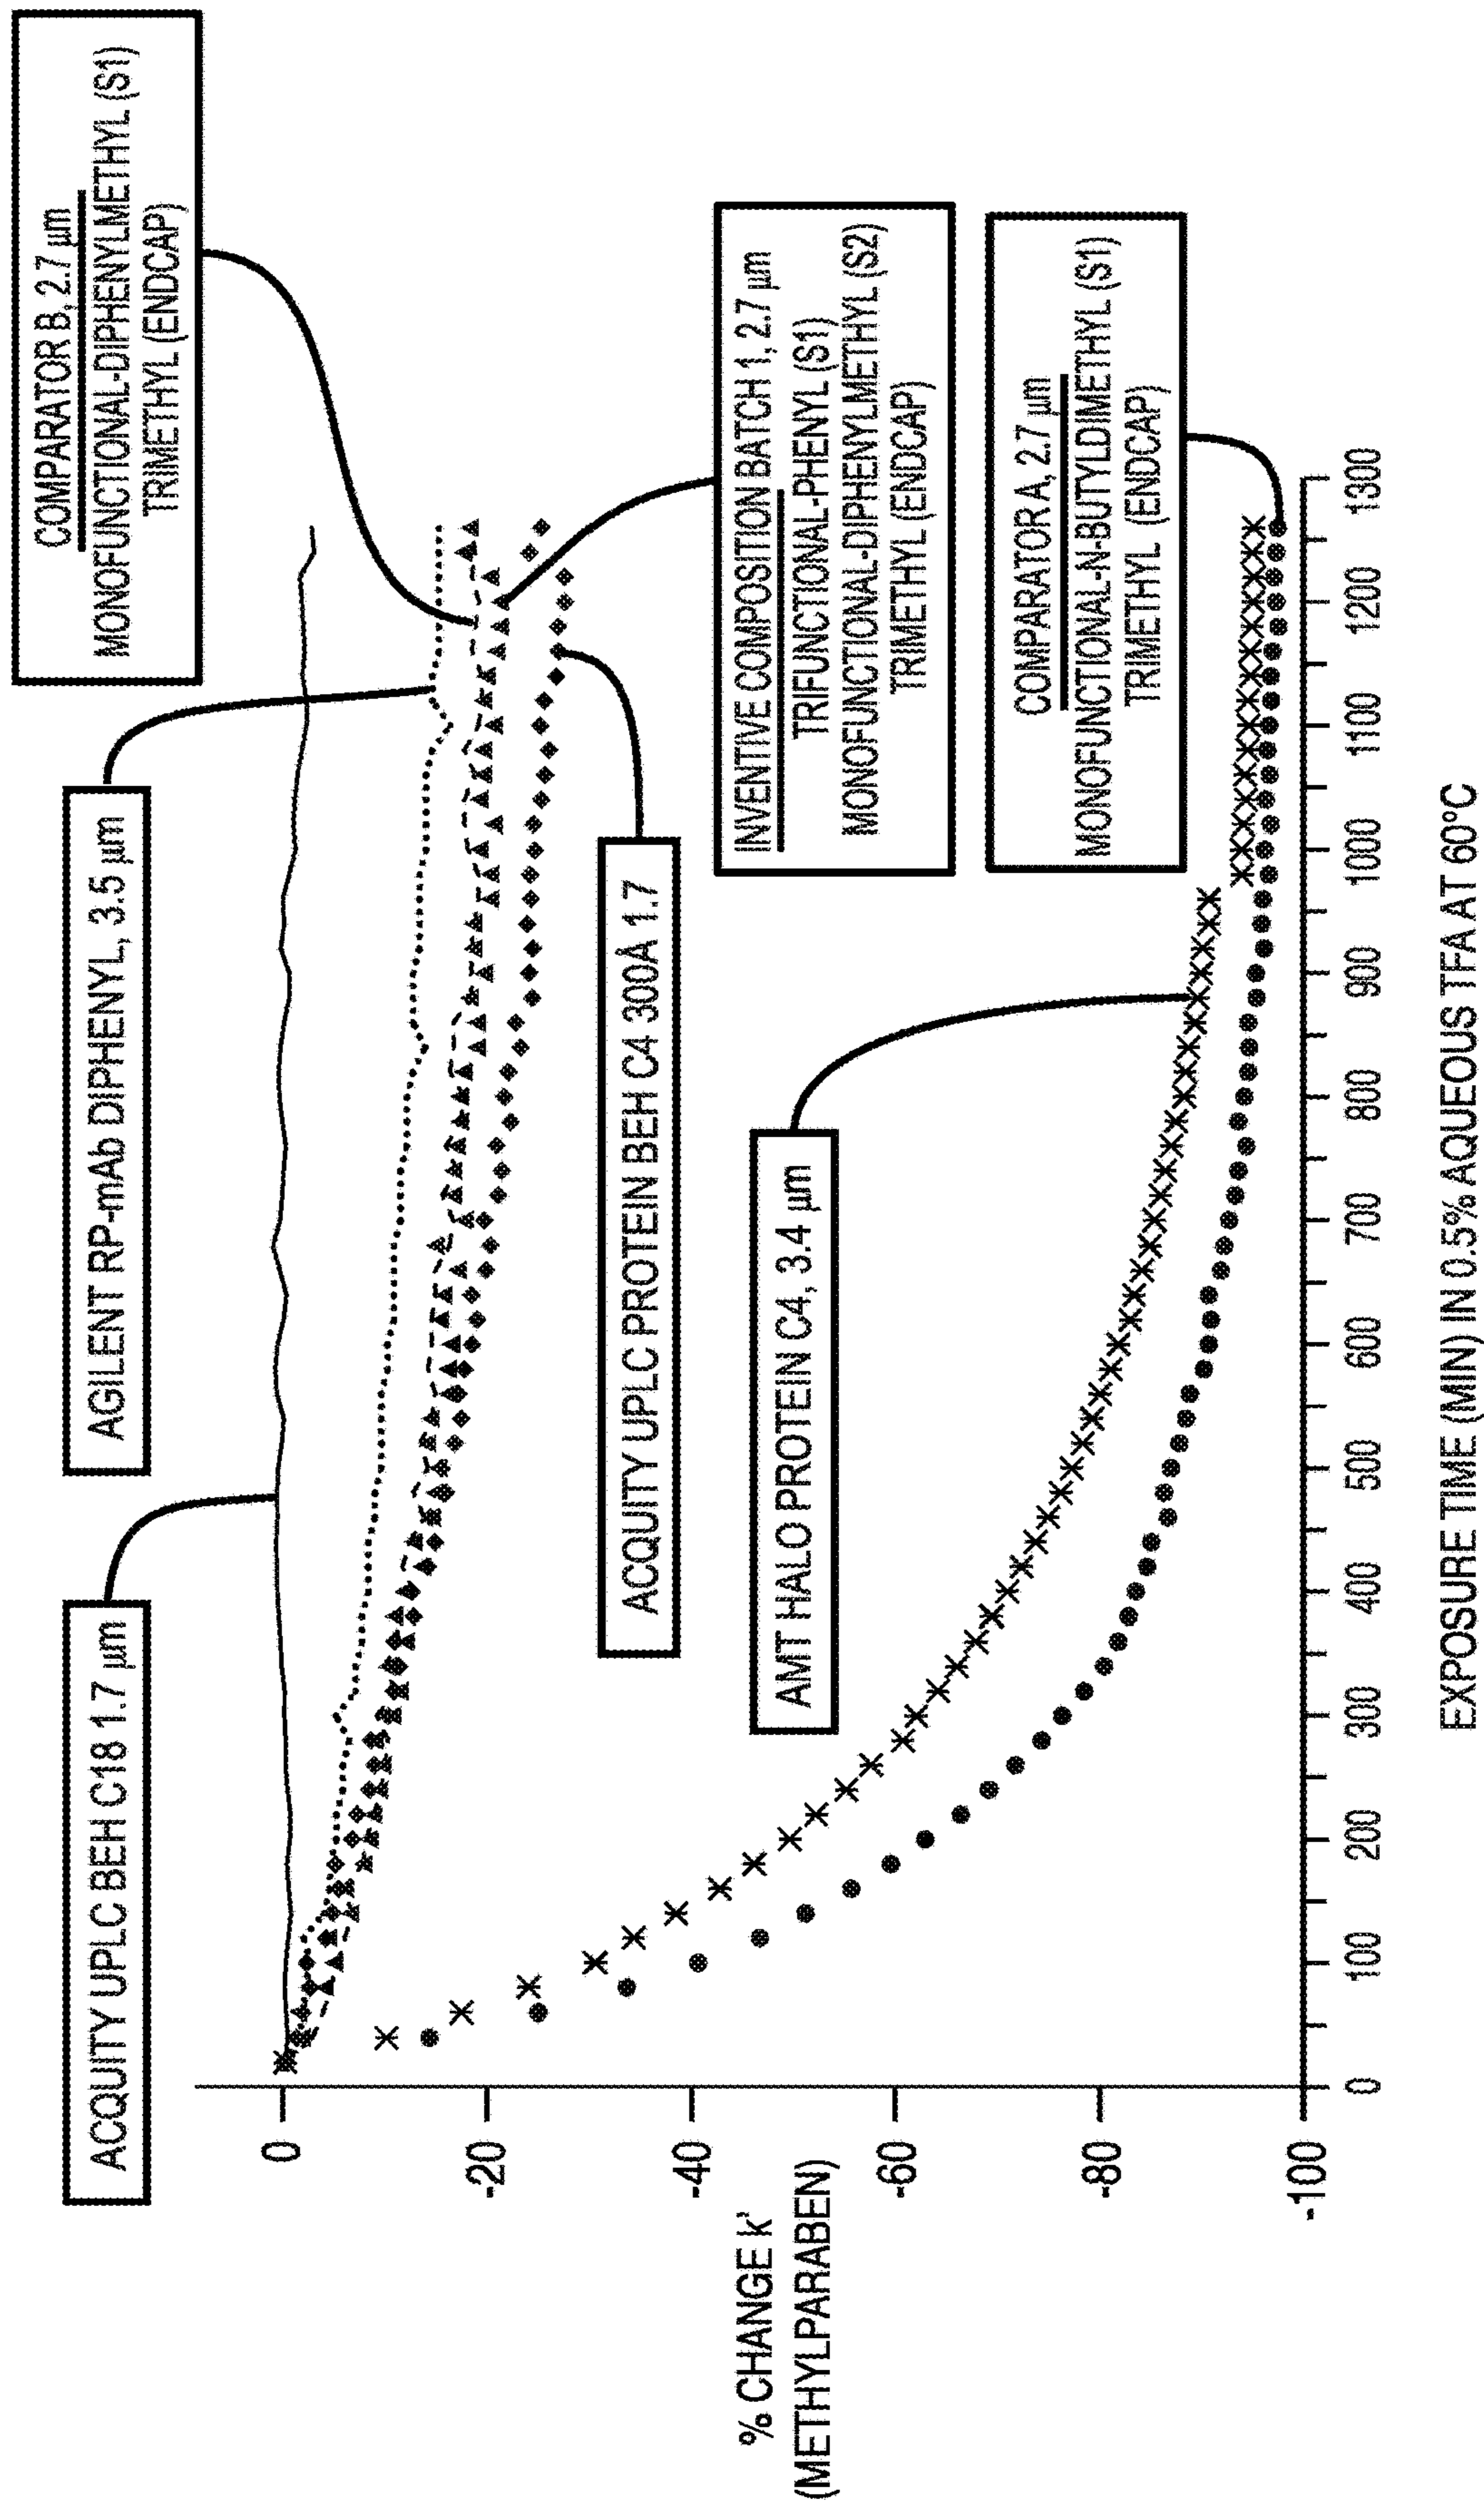 ACQUITY UPLC BEH C18 1.7 µm
AGILENT RP-mAb DIPHENYL, 3.5 µm
COMPARATOR B, 2.7 µm
MONOFUNCTIONAL-DIPHENYLMETHYL (S1)
TRIMETHYL (ENDCAP)
ACQUITY UPLC PROTEIN BEH C4 300Å 1.7
INVENTIVE COMPOSITION BATCH 1, 2.7 µm
TRIFUNCTIONAL-PHENYL (S1)
MONOFUNCTIONAL-DIPHENYLMETHYL (S2)
TRIMETHYL (ENDCAP)
AMT HALO PROTEIN C4, 3.4 µm
COMPARATOR A, 2.7 µm
MONOFUNCTIONAL-N-BUTYLDIMETHYL (S1)
TRIMETHYL (ENDCAP)
% CHANGE k'
(METHYLPARABEN)
0
-20
-40
-60
-80
-100
0 100 200 300 400 500 600 700 800 900 1000 1100 1200 1300
EXPOSURE TIME (MIN) IN 0.5% AQUEOUS TFA AT 60°C